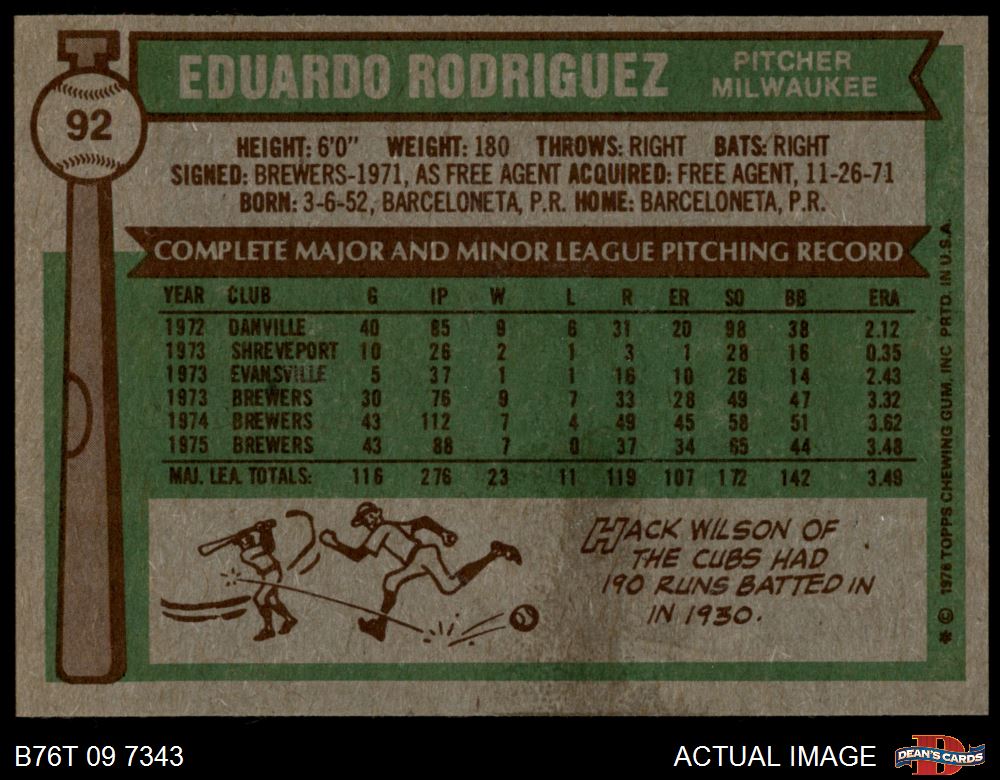 EDUARDO RODRIGUEZ
PITCHER
MILWAUKEE
92
HEIGHT: 6'0" WEIGHT: 180 THROWS: RIGHT BATS: RIGHT
SIGNED: BREWERS-1971, AS FREE AGENT ACQUIRED: FREE AGENT, 11-26-71
BORN: 3-6-52, BARCELONETA, P.R. HOME: BARCELONETA, P.R.
COMPLETE MAJOR AND MINOR LEAGUE PITCHING RECORD
YEAR CLUB G IP W L R ER SO BB ERA
1972 DANVILLE 40 85 9 6 31 20 98 38 2.12
1973 SHREVEPORT 10 26 2 1 3 1 28 16 0.35
1973 EVANSVILLE 5 37 1 1 16 10 26 14 2.43
1973 BREWERS 30 76 9 7 33 28 49 47 3.32
1974 BREWERS 43 112 7 4 49 45 58 51 3.62
1975 BREWERS 43 88 7 0 37 34 65 44 3.48
MAJ. LEA. TOTALS: 116 276 23 11 119 107 172 142 3.49
HACK WILSON OF
THE CUBS HAD
190 RUNS BATTED IN
IN 1930.
* © 1976 TOPPS CHEWING GUM, INC PRTD. IN U.S.A.
B76T 09 7343
ACTUAL IMAGE
D
DEAN'S CARDS